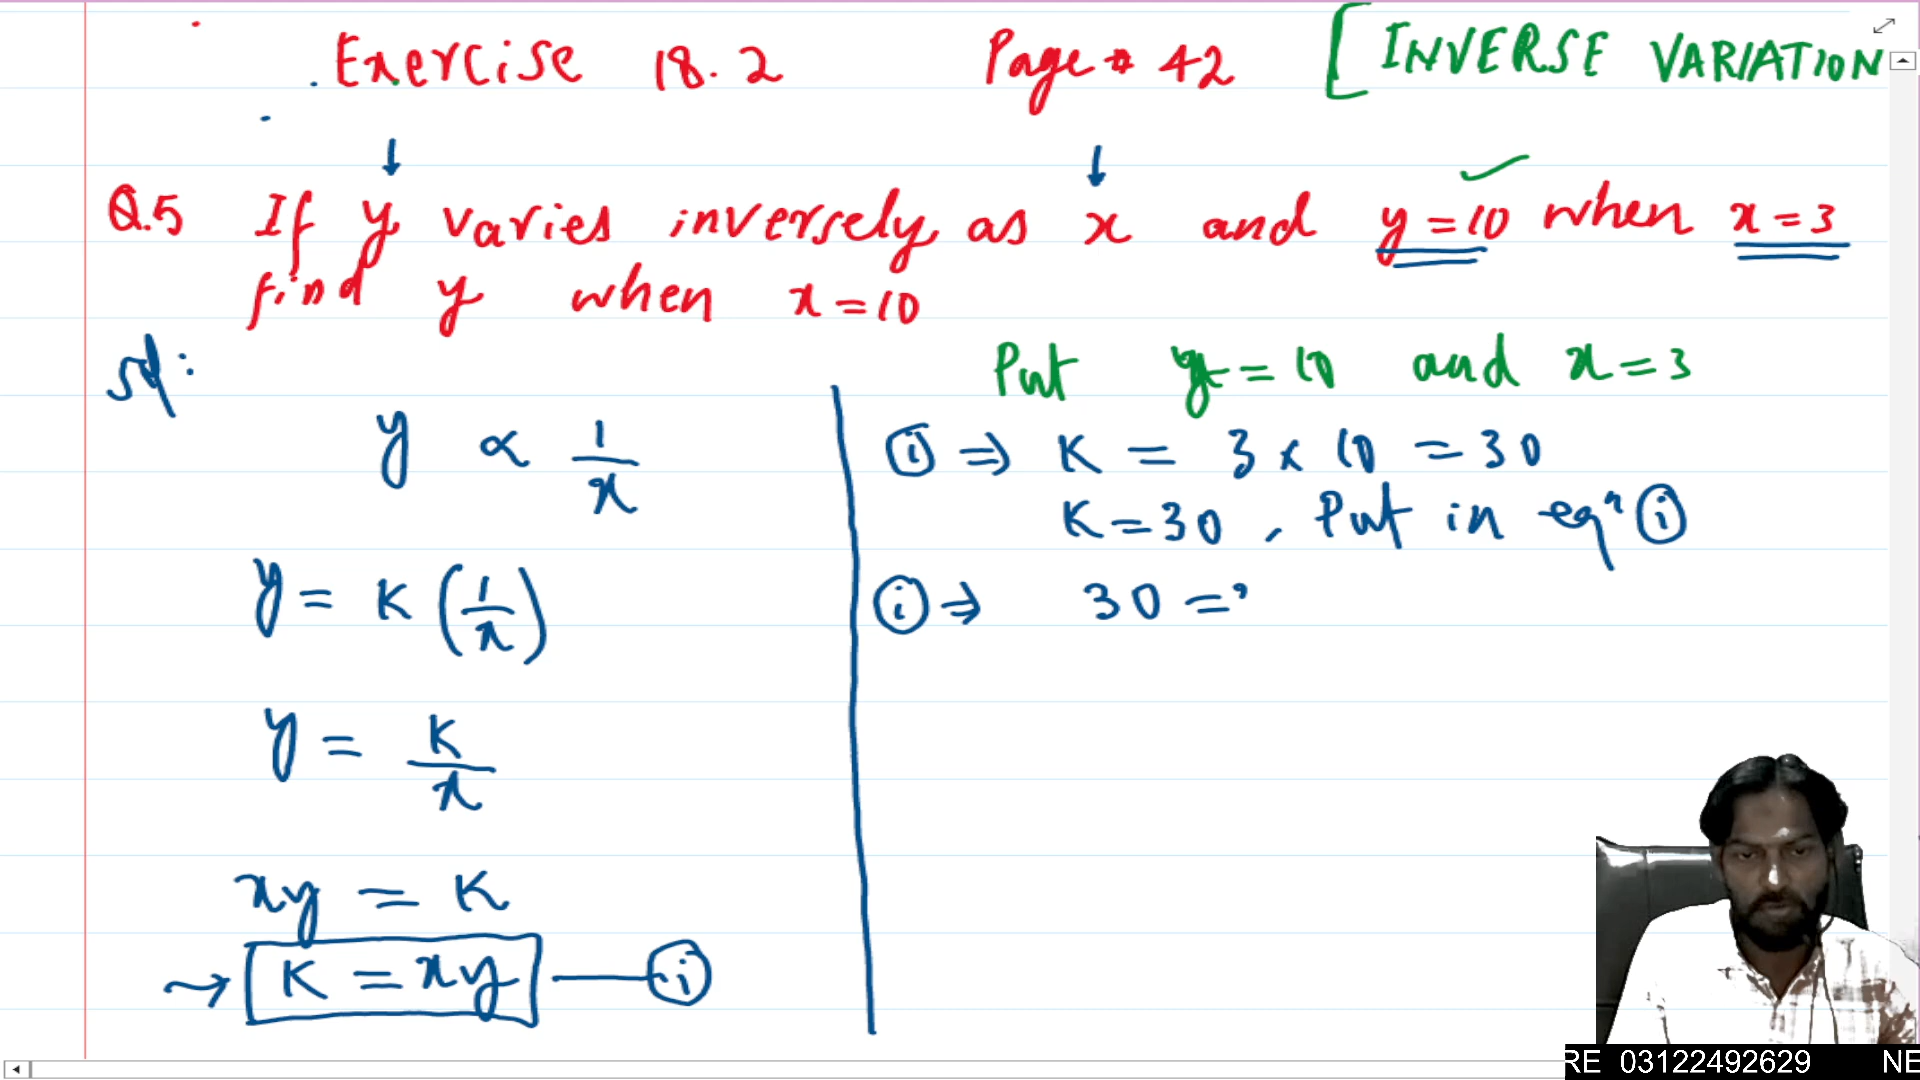 Exercise 18.2 Page # 42 [INVERSE VARIATION
Q.5 If y varies inversely as x and y = 10 when x = 3
find y when x = 10
Sol:
y ∝ 1/x
y = K (1/x)
y = K/x
xy = K
→ K = xy — (i)
Put y = 10 and x = 3
(i) ⇒ K = 3 × 10 = 30
K = 30, Put in eqⁿ (i)
(i) ⇒ 30 =
RE 03122492629 NE